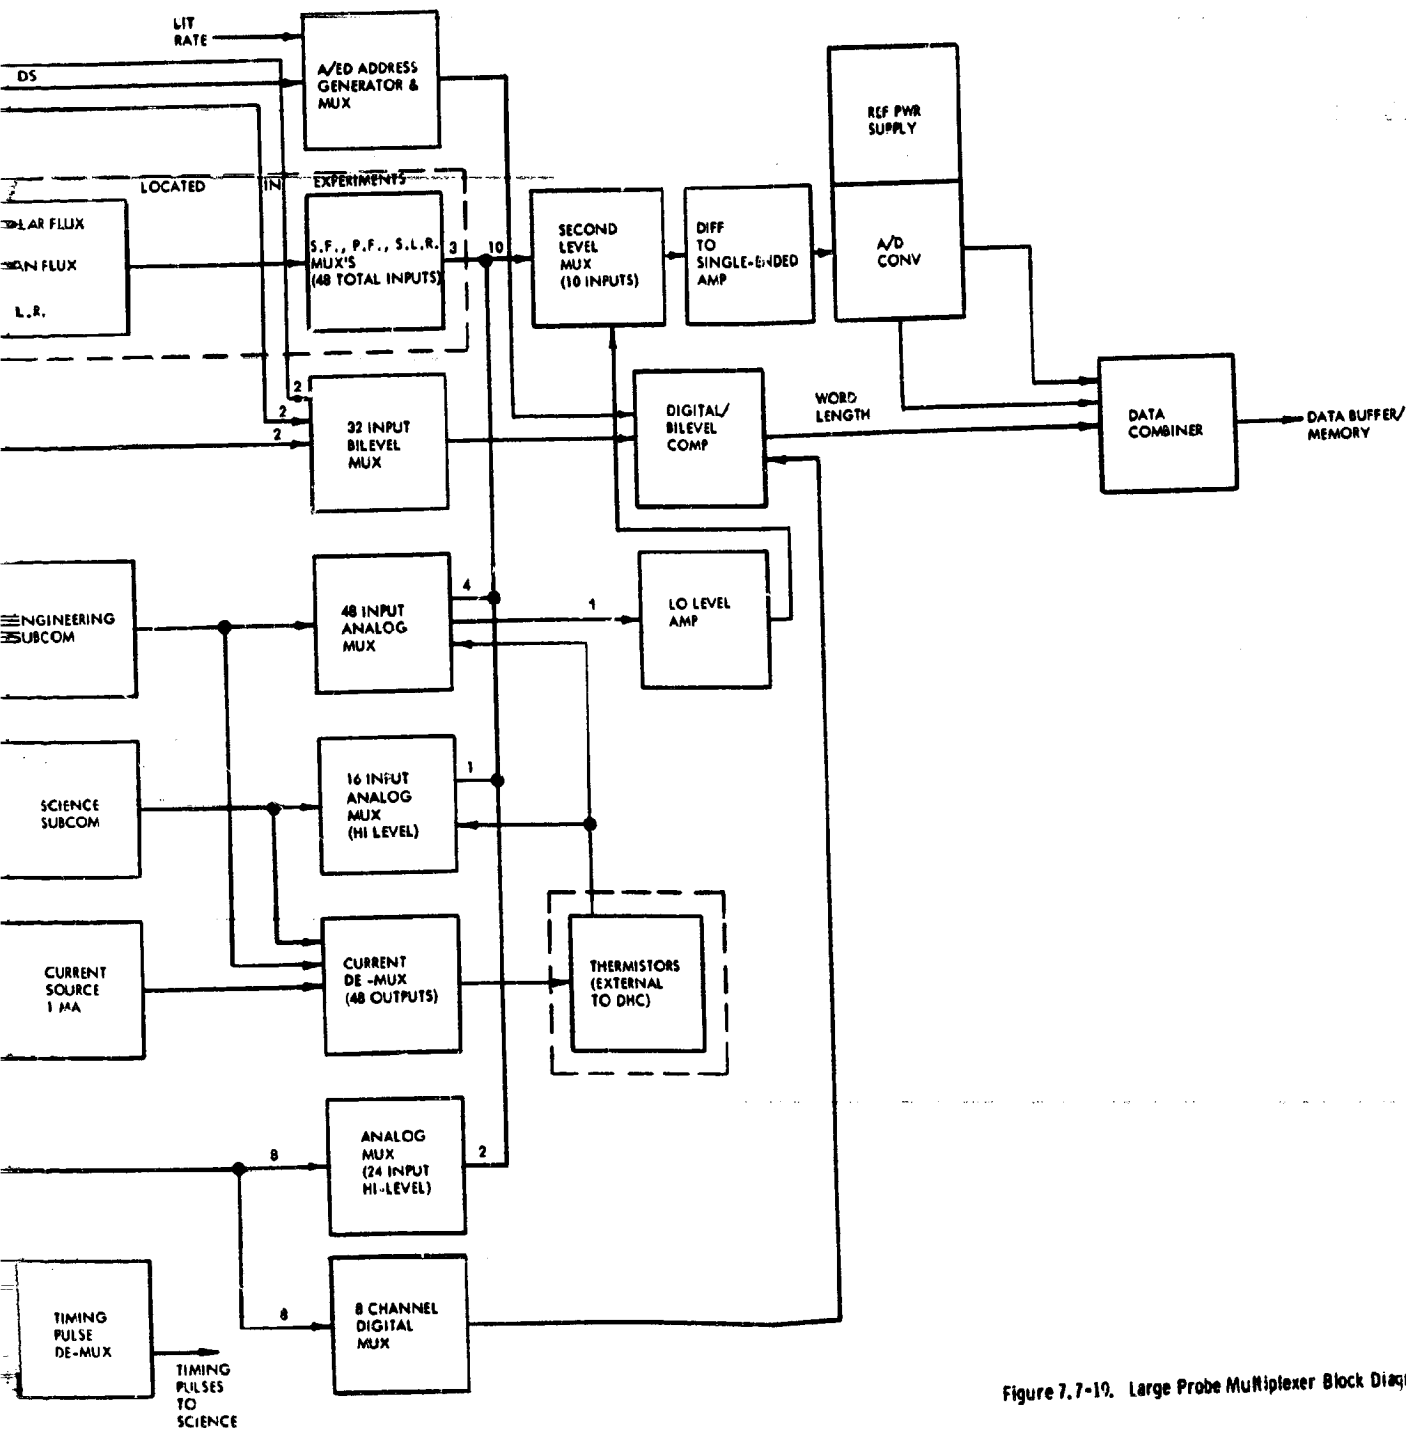 LIT
RATE
DS
A/ED ADDRESS
GENERATOR &
MUX
REF PWR
SUPPLY
LOCATED IN EXPERIMENTS
LAR FLUX
AN FLUX
L.R.
S.F., P.F., S.L.R.
MUX'S
(48 TOTAL INPUTS)
3
10
SECOND
LEVEL
MUX
(10 INPUTS)
DIFF
TO
SINGLE-ENDED
AMP
A/D
CONV
2
2
2
32 INPUT
BILEVEL
MUX
DIGITAL/
BILEVEL
COMP
WORD
LENGTH
DATA
COMBINER
DATA BUFFER/
MEMORY
ENGINEERING
SUBCOM
48 INPUT
ANALOG
MUX
4
LO LEVEL
AMP
SCIENCE
SUBCOM
16 INPUT
ANALOG
MUX
(HI LEVEL)
1
CURRENT
SOURCE
1 MA
CURRENT
DE-MUX
(48 OUTPUTS)
THERMISTORS
(EXTERNAL
TO DHC)
8
ANALOG
MUX
(24 INPUT
HI-LEVEL)
2
TIMING
PULSE
DE-MUX
8
8 CHANNEL
DIGITAL
MUX
TIMING
PULSES
TO
SCIENCE
Figure 7.7-19. Large Probe Multiplexer Block Diag